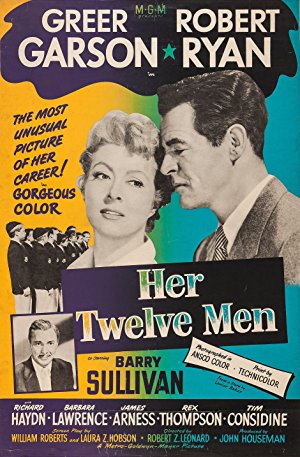 M-G-M
presents
GREER ROBERT
GARSON RYAN
in
THE MOST
UNUSUAL
PICTURE
OF HER
CAREER!
IN
GORGEOUS
COLOR
Her
Twelve Men
co-starring
BARRY
SULLIVAN
Photographed in
ANSCO COLOR
Print by
TECHNICOLOR
RICHARD BARBARA JAMES REX TIM
HAYDN · LAWRENCE · ARNESS · THOMPSON · CONSIDINE
Screen Play by
WILLIAM ROBERTS and LAURA Z. HOBSON
Directed by
ROBERT Z. LEONARD
Produced by
JOHN HOUSEMAN
A Metro-Goldwyn-Mayer Picture